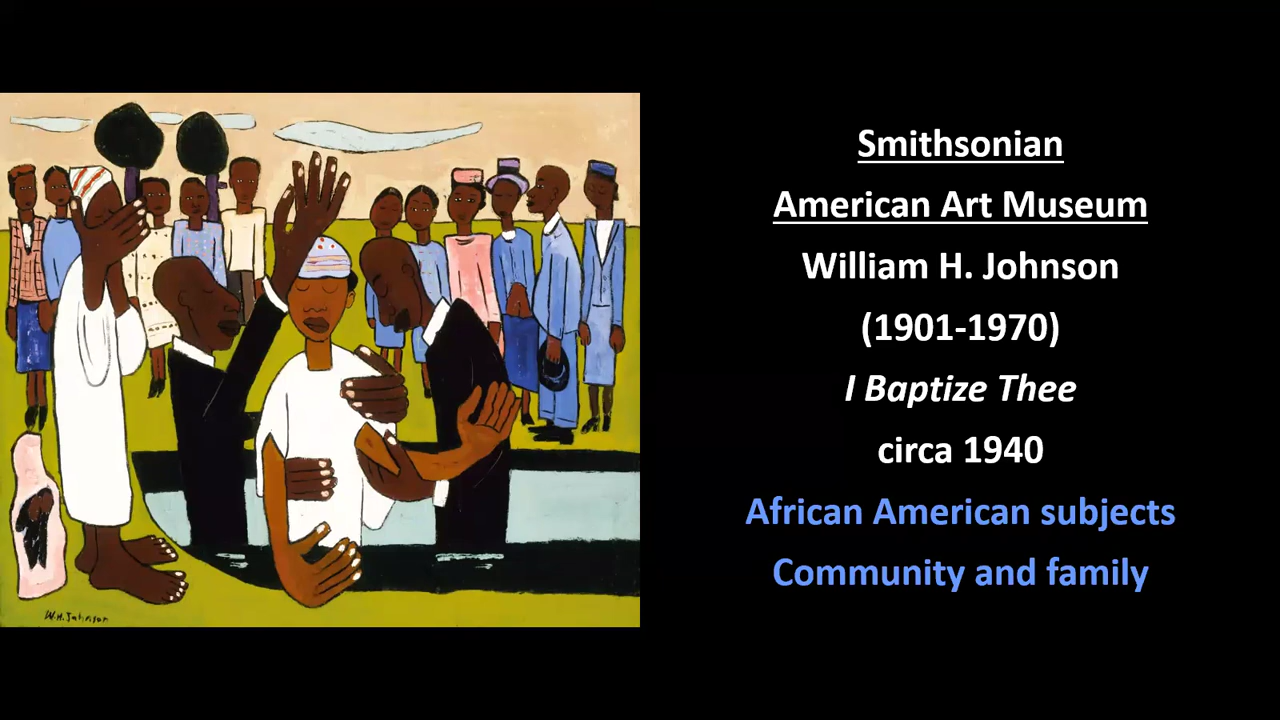 Smithsonian
American Art Museum
William H. Johnson
(1901-1970)
I Baptize Thee
circa 1940
African American subjects
Community and family
W.H. Johnson